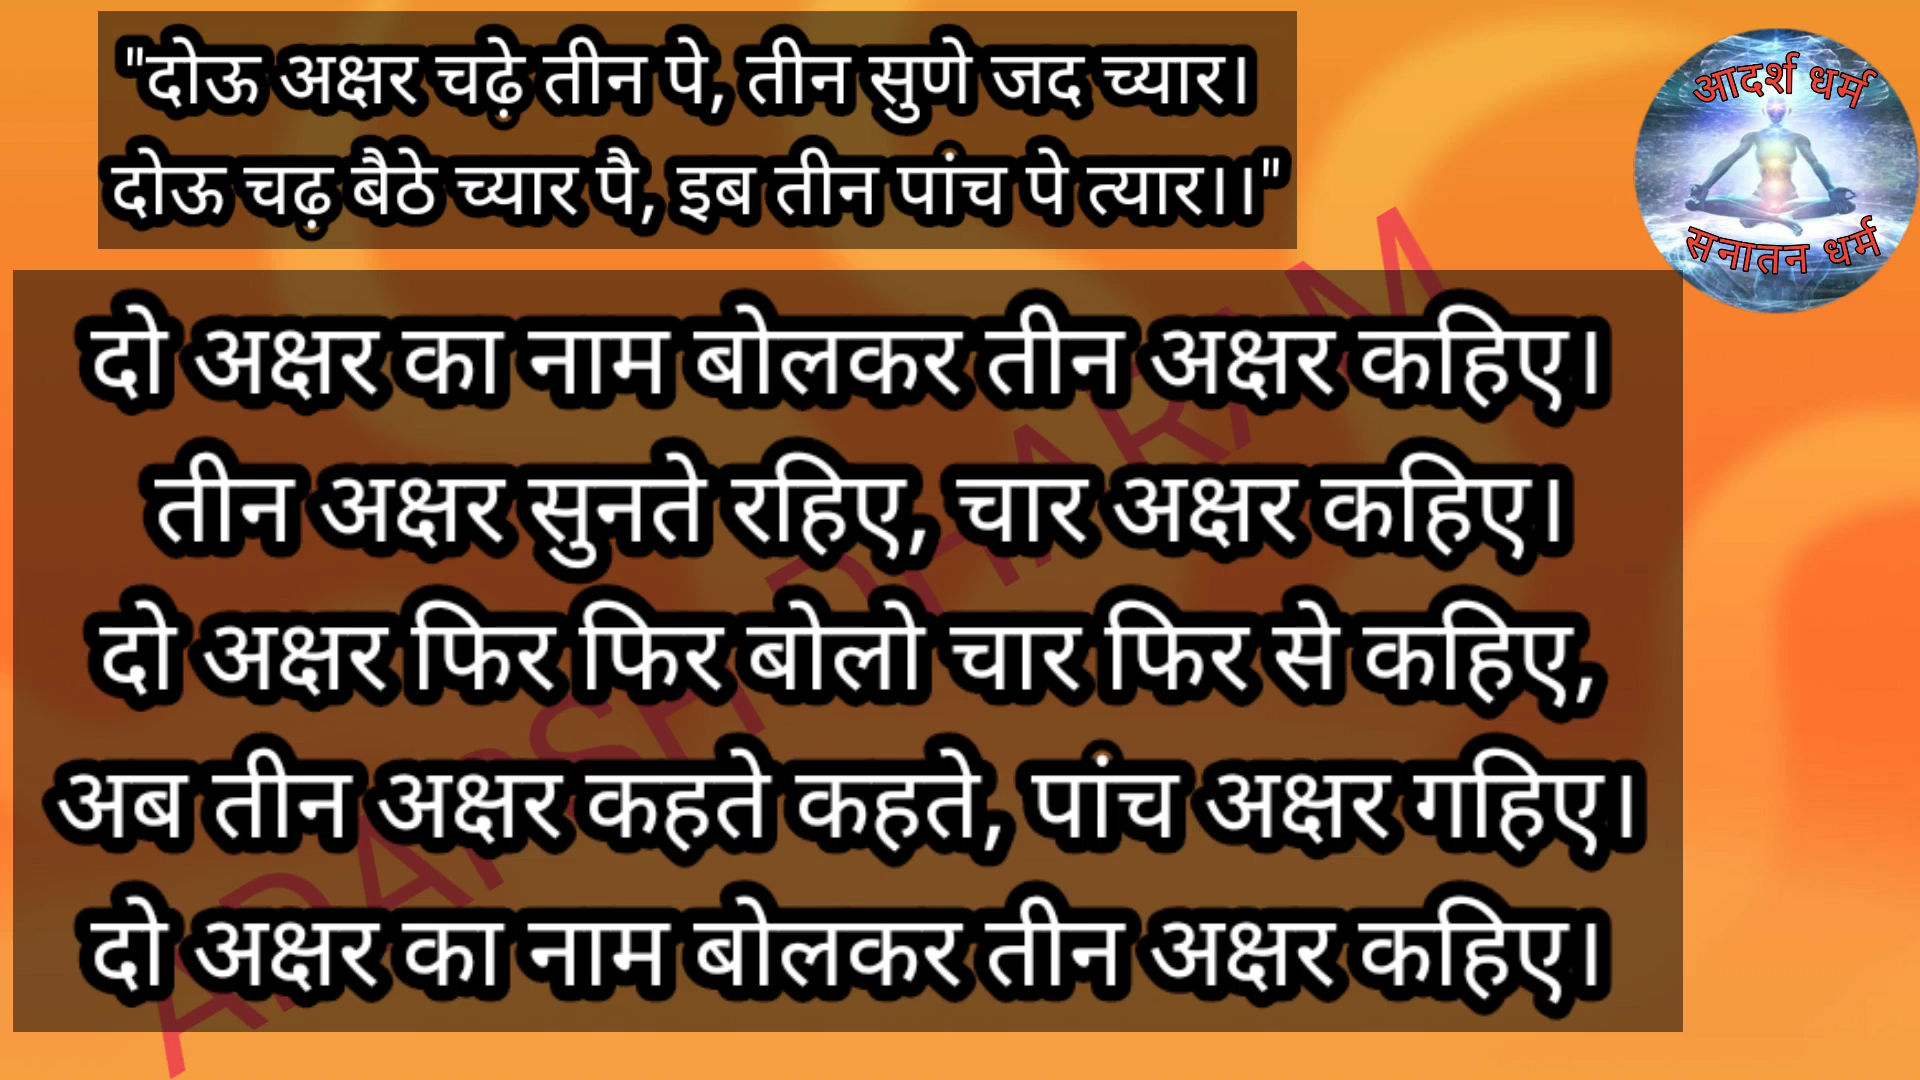 "दोऊ अक्षर चढ़े तीन पे, तीन सुणे जद च्यार।
दोऊ चढ़ बैठे च्यार पै, इब तीन पांच पे त्यार।।"
आदर्श धर्म
सनातन धर्म
दो अक्षर का नाम बोलकर तीन अक्षर कहिए।
तीन अक्षर सुनते रहिए, चार अक्षर कहिए।
दो अक्षर फिर फिर बोलो चार फिर से कहिए,
अब तीन अक्षर कहते कहते, पांच अक्षर गहिए।
दो अक्षर का नाम बोलकर तीन अक्षर कहिए।
ADARSH DHARAM